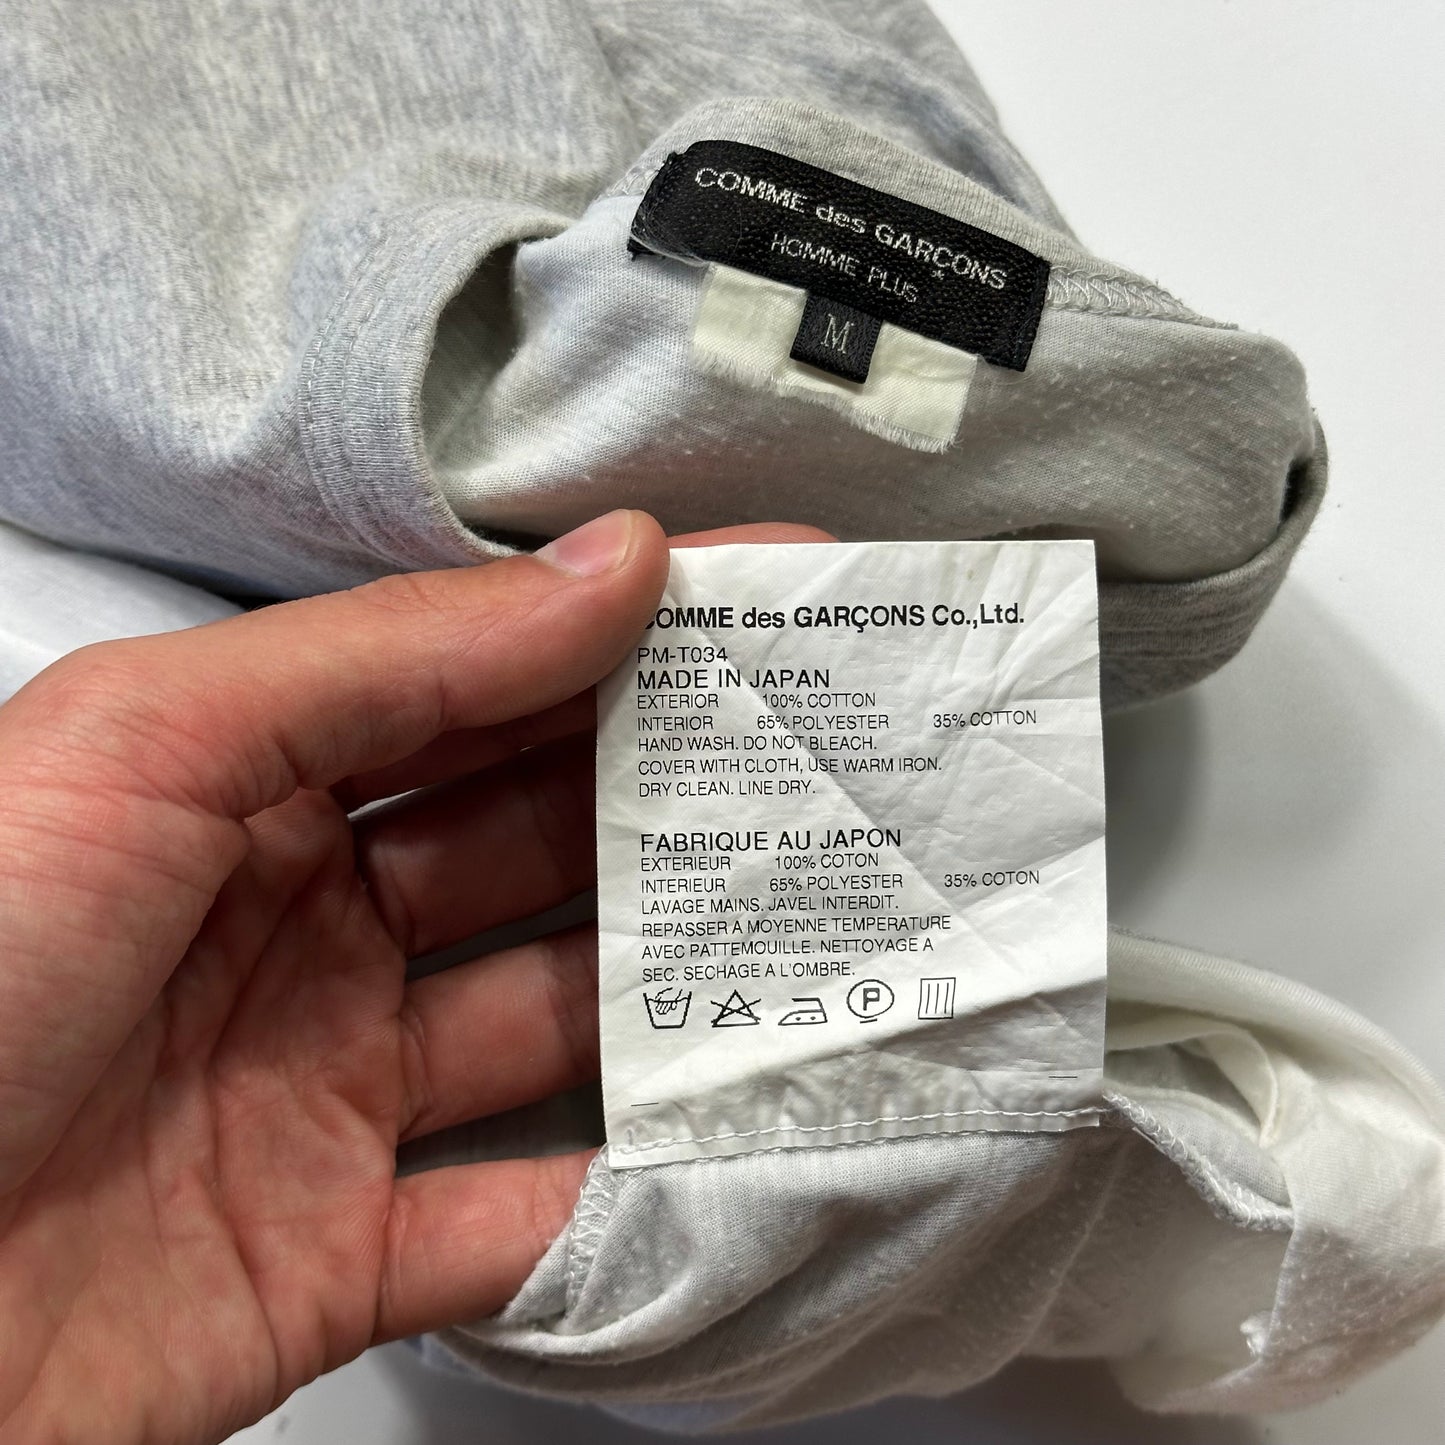 COMME des GARÇONS
HOMME PLUS
M
COMME des GARÇONS Co.,Ltd.
PM-T034
MADE IN JAPAN
EXTERIOR 100% COTTON
INTERIOR 65% POLYESTER 35% COTTON
HAND WASH. DO NOT BLEACH.
COVER WITH CLOTH, USE WARM IRON.
DRY CLEAN. LINE DRY.
FABRIQUE AU JAPON
EXTERIEUR 100% COTON
INTERIEUR 65% POLYESTER 35% COTON
LAVAGE MAINS. JAVEL INTERDIT.
REPASSER A MOYENNE TEMPERATURE
AVEC PATTEMOUILLE. NETTOYAGE A
SEC. SECHAGE A L'OMBRE.
P